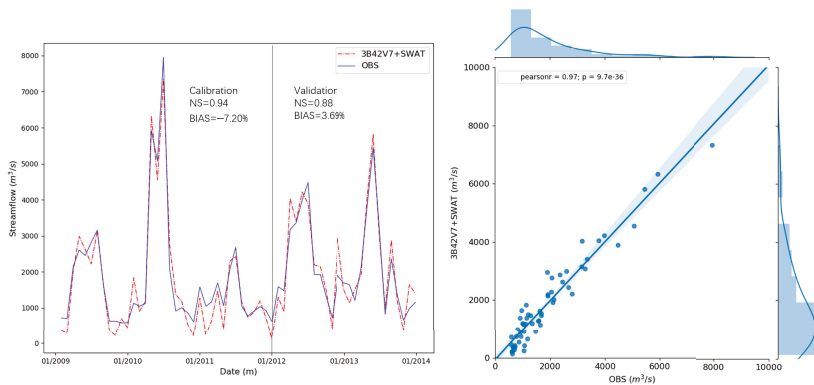 3B42V7+SWAT
OBS
Calibration
NS=0.94
BIAS=−7.20%
Validatior
NS=0.88
BIAS=3.69%
8000
7000
6000
5000
4000
3000
2000
1000
0
Streamflow (m³/s)
01/2009 01/2010 01/2011 01/2012 01/2013 01/2014
Date (m)
pearsonr = 0.97; p = 9.7e-36
10000
8000
6000
4000
2000
0
3B42V7+SWAT (m³/s)
0 2000 4000 6000 8000 10000
OBS (m³/s)